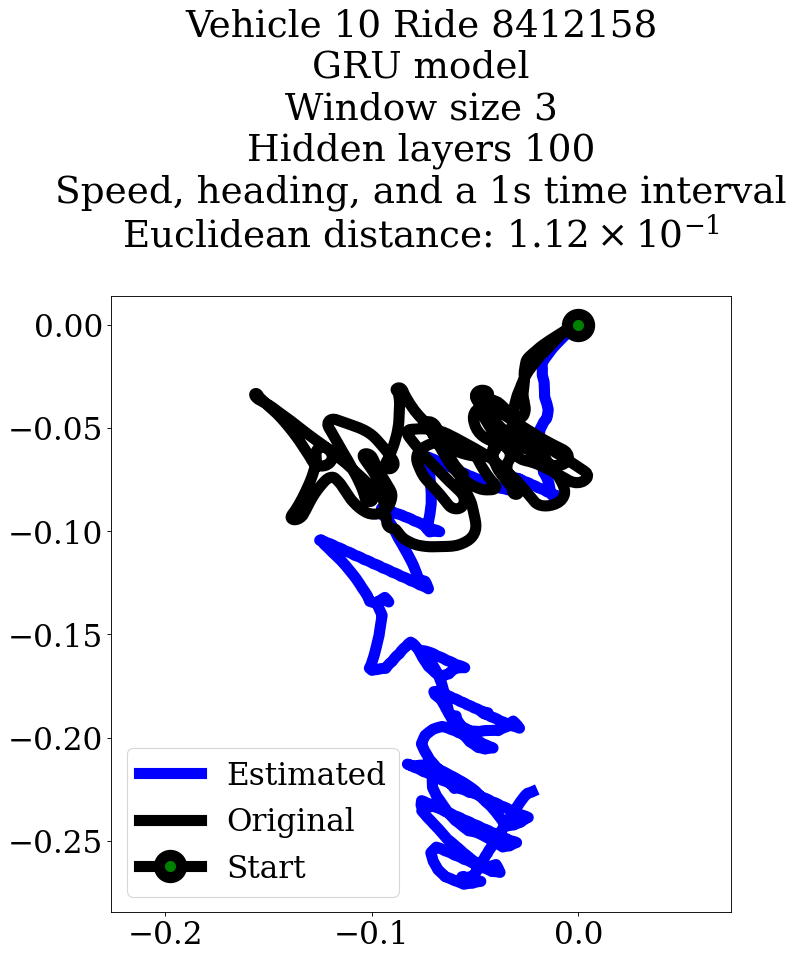 Vehicle 10 Ride 8412158
GRU model
Window size 3
Hidden layers 100
Speed, heading, and a 1s time interval
Euclidean distance: 1.12 × 10⁻¹
0.00
−0.05
−0.10
−0.15
−0.20
−0.25
Estimated
Original
Start
−0.2
−0.1
0.0